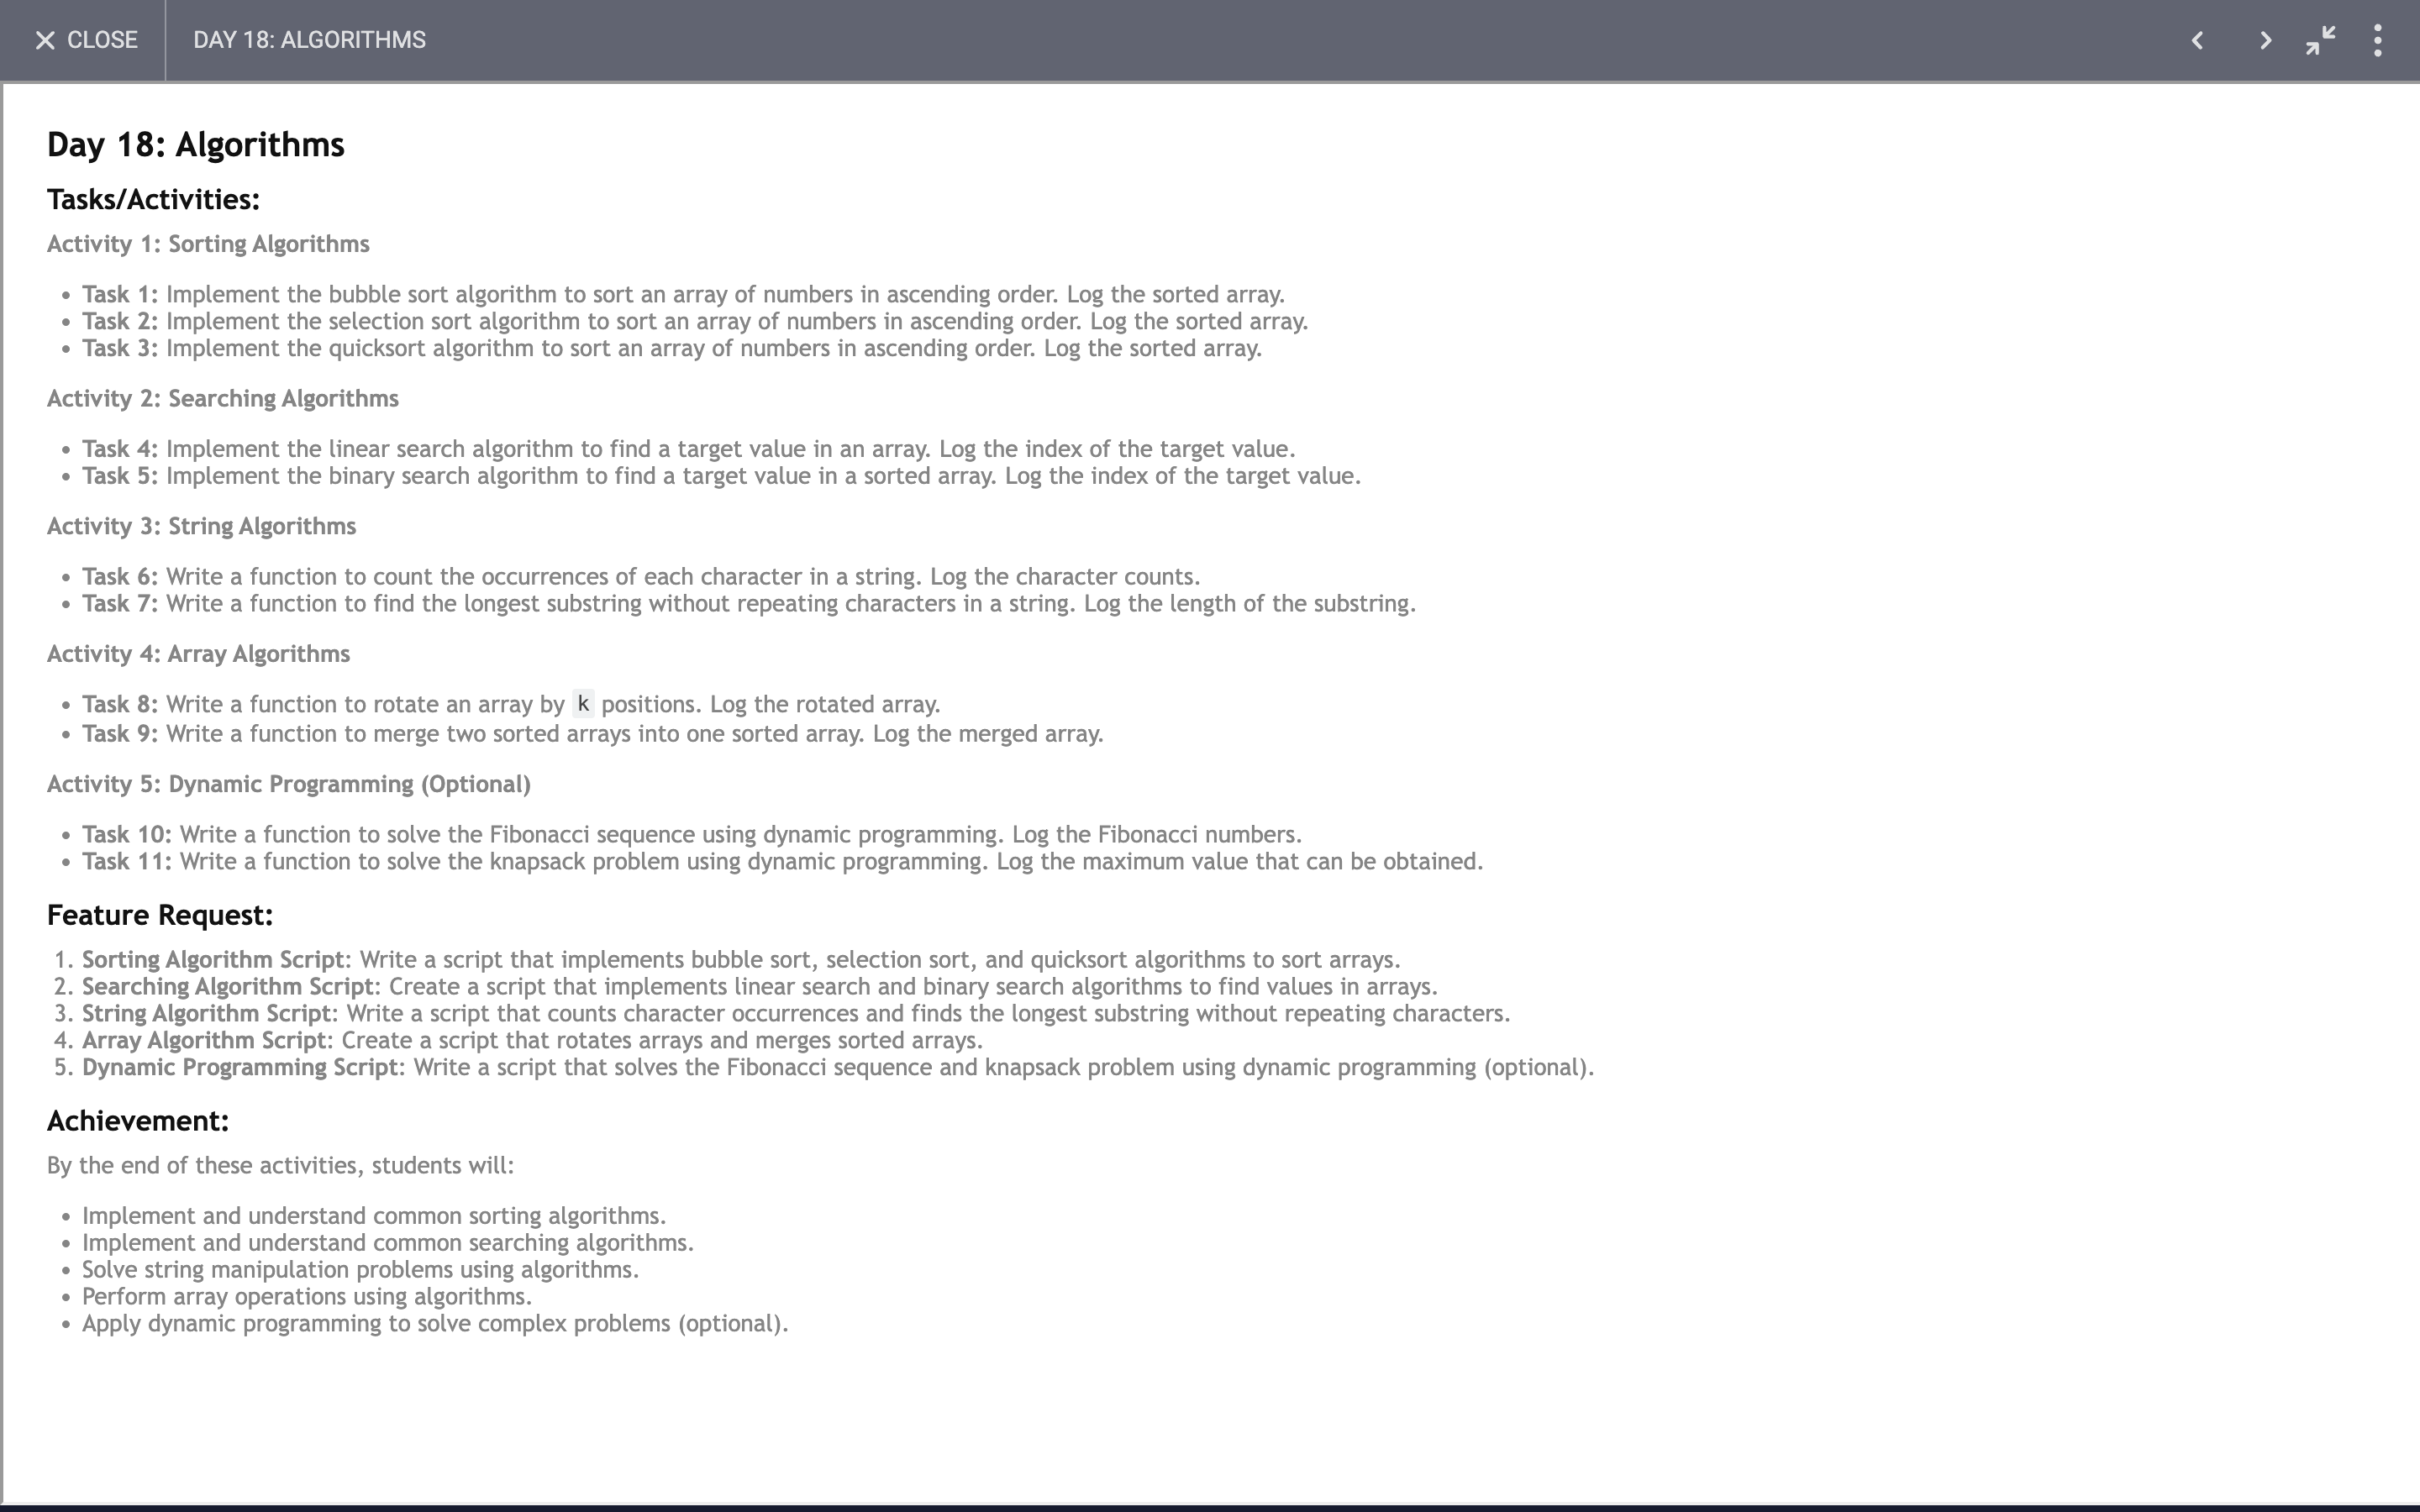 CLOSE
DAY 18: ALGORITHMS
Day 18: Algorithms
Tasks/Activities:
Activity 1: Sorting Algorithms
• Task 1: Implement the bubble sort algorithm to sort an array of numbers in ascending order. Log the sorted array.
• Task 2: Implement the selection sort algorithm to sort an array of numbers in ascending order. Log the sorted array.
• Task 3: Implement the quicksort algorithm to sort an array of numbers in ascending order. Log the sorted array.
Activity 2: Searching Algorithms
• Task 4: Implement the linear search algorithm to find a target value in an array. Log the index of the target value.
• Task 5: Implement the binary search algorithm to find a target value in a sorted array. Log the index of the target value.
Activity 3: String Algorithms
• Task 6: Write a function to count the occurrences of each character in a string. Log the character counts.
• Task 7: Write a function to find the longest substring without repeating characters in a string. Log the length of the substring.
Activity 4: Array Algorithms
• Task 8: Write a function to rotate an array by k positions. Log the rotated array.
• Task 9: Write a function to merge two sorted arrays into one sorted array. Log the merged array.
Activity 5: Dynamic Programming (Optional)
• Task 10: Write a function to solve the Fibonacci sequence using dynamic programming. Log the Fibonacci numbers.
• Task 11: Write a function to solve the knapsack problem using dynamic programming. Log the maximum value that can be obtained.
Feature Request:
1. Sorting Algorithm Script: Write a script that implements bubble sort, selection sort, and quicksort algorithms to sort arrays.
2. Searching Algorithm Script: Create a script that implements linear search and binary search algorithms to find values in arrays.
3. String Algorithm Script: Write a script that counts character occurrences and finds the longest substring without repeating characters.
4. Array Algorithm Script: Create a script that rotates arrays and merges sorted arrays.
5. Dynamic Programming Script: Write a script that solves the Fibonacci sequence and knapsack problem using dynamic programming (optional).
Achievement:
By the end of these activities, students will:
• Implement and understand common sorting algorithms.
• Implement and understand common searching algorithms.
• Solve string manipulation problems using algorithms.
• Perform array operations using algorithms.
• Apply dynamic programming to solve complex problems (optional).